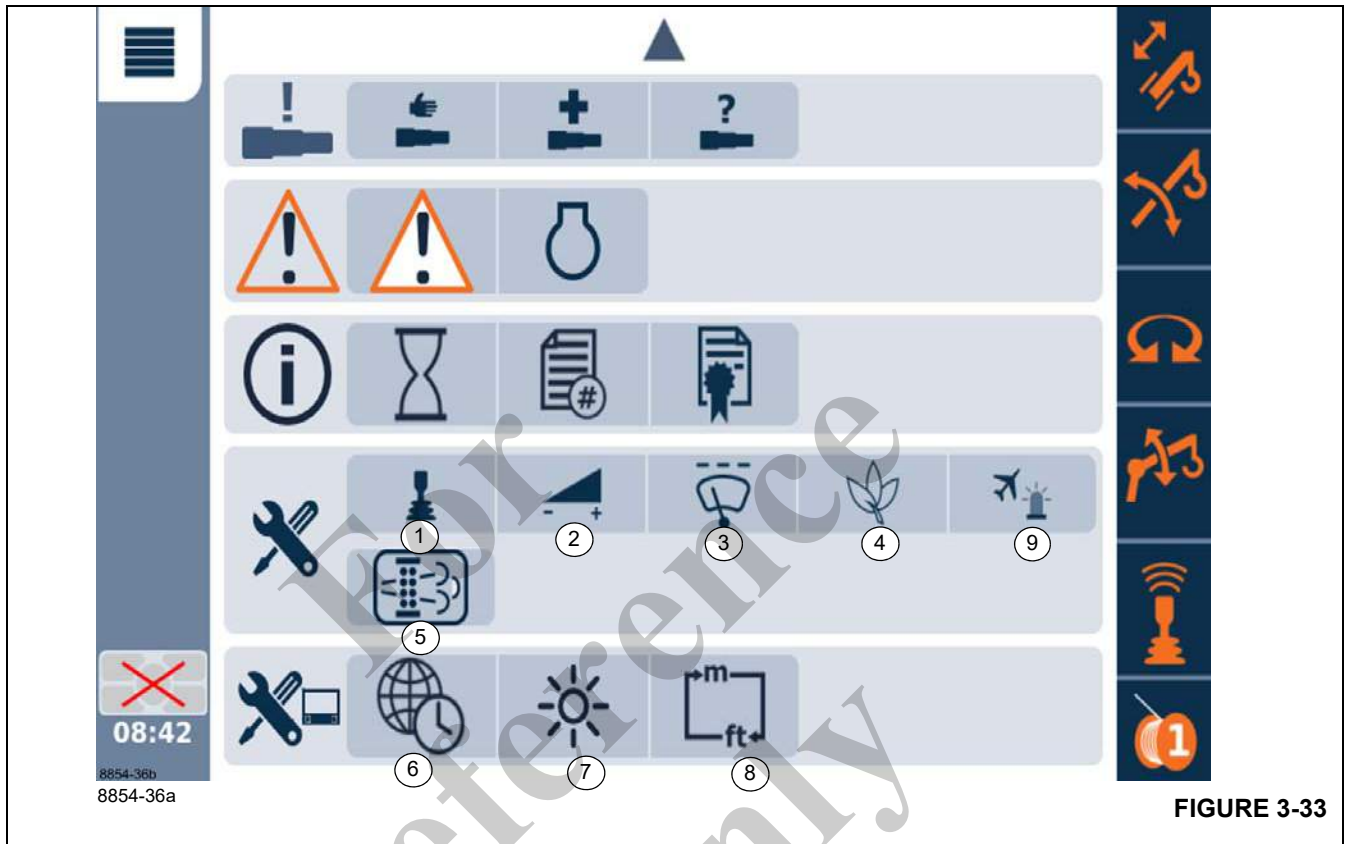 !
+
?
! !
i #
- +
1 2 3 4 9
5
m
ft
6 7 8
08:42
1
8854-36b
8854-36a
FIGURE 3-33
For
Reference
Only